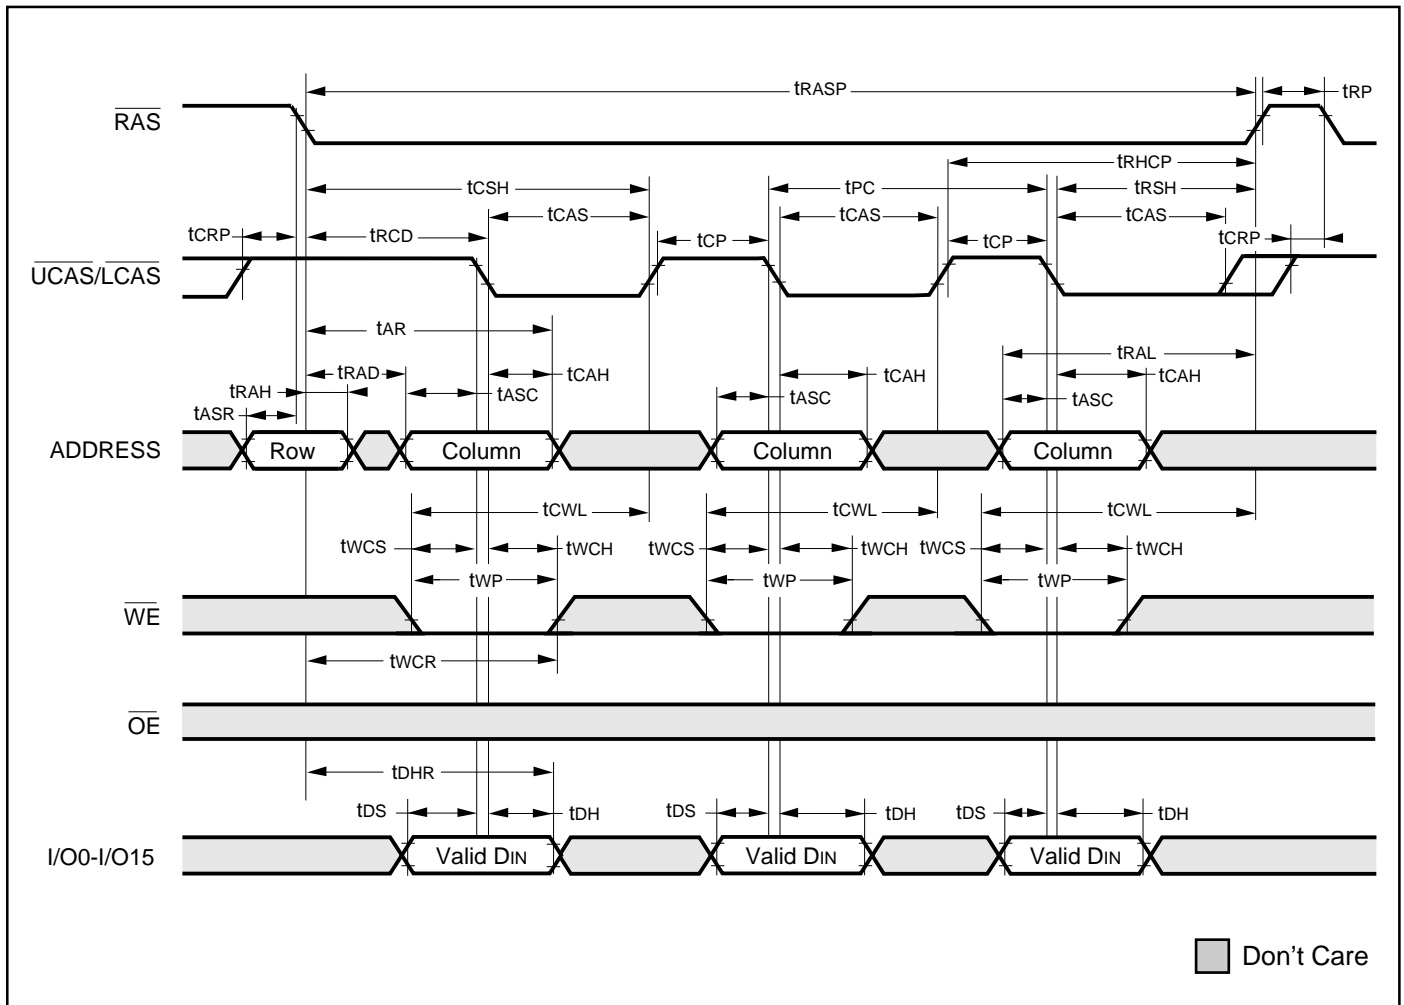 tRASP
tRP
RAS
tRHCP
tCSH tPC tRSH
tCAS tCAS tCAS
tCRP tRCD tCP tCP tCRP
UCAS/LCAS
tAR
tRAL
tRAD tCAH tCAH tCAH
tRAH tASC tASC tASC
tASR
ADDRESS Row Column Column Column
tCWL tCWL tCWL
tWCS tWCH tWCS tWCH tWCS tWCH
tWP tWP tWP
WE
tWCR
OE
tDHR
tDS tDH tDS tDH tDS tDH
I/O0-I/O15 Valid DIN Valid DIN Valid DIN
Don't Care